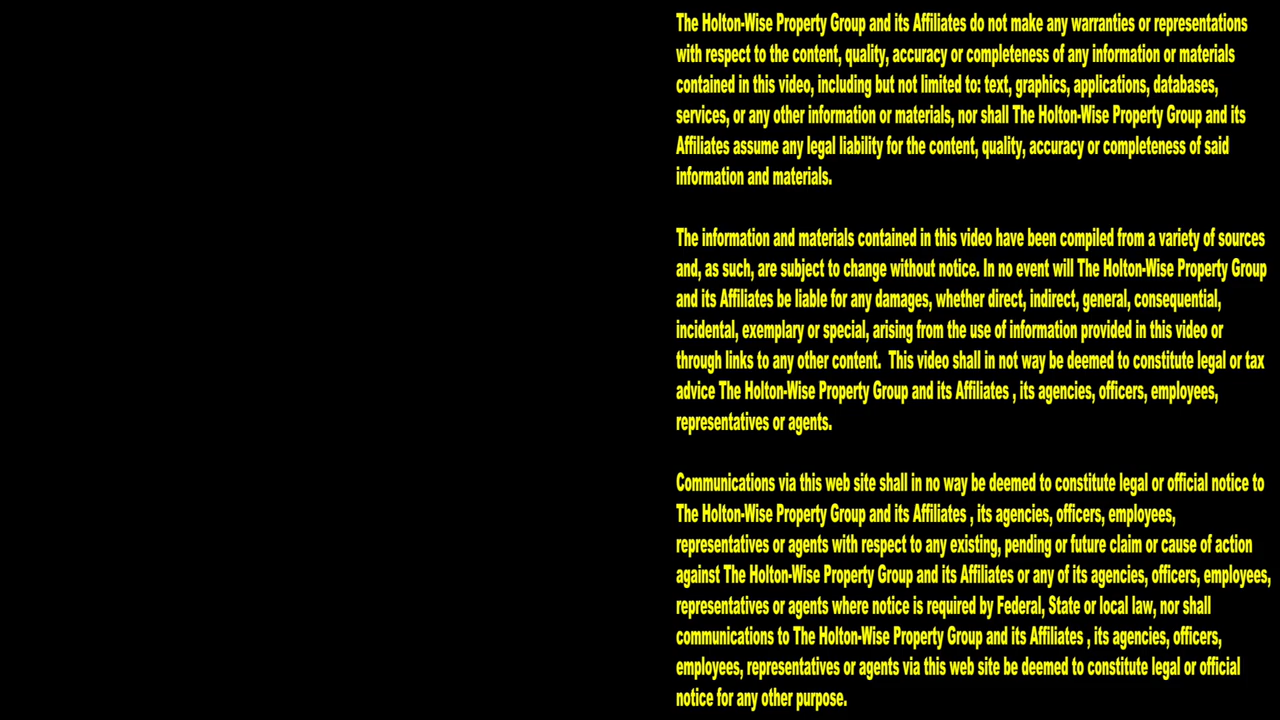 The Holton-Wise Property Group and its Affiliates do not make any warranties or representations
with respect to the content, quality, accuracy or completeness of any information or materials
contained in this video, including but not limited to: text, graphics, applications, databases,
services, or any other information or materials, nor shall The Holton-Wise Property Group and its
Affiliates assume any legal liability for the content, quality, accuracy or completeness of said
information and materials.
The information and materials contained in this video have been compiled from a variety of sources
and, as such, are subject to change without notice. In no event will The Holton-Wise Property Group
and its Affiliates be liable for any damages, whether direct, indirect, general, consequential,
incidental, exemplary or special, arising from the use of information provided in this video or
through links to any other content.  This video shall in not way be deemed to constitute legal or tax
advice The Holton-Wise Property Group and its Affiliates , its agencies, officers, employees,
representatives or agents.
Communications via this web site shall in no way be deemed to constitute legal or official notice to
The Holton-Wise Property Group and its Affiliates , its agencies, officers, employees,
representatives or agents with respect to any existing, pending or future claim or cause of action
against The Holton-Wise Property Group and its Affiliates or any of its agencies, officers, employees,
representatives or agents where notice is required by Federal, State or local law, nor shall
communications to The Holton-Wise Property Group and its Affiliates , its agencies, officers,
employees, representatives or agents via this web site be deemed to constitute legal or official
notice for any other purpose.